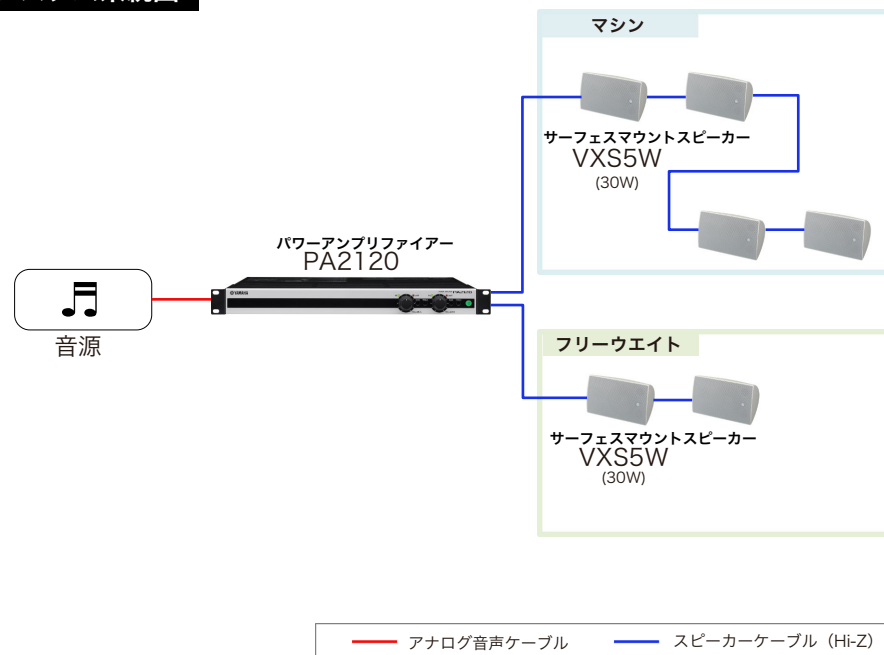 マシン
サーフェスマウントスピーカー
VXS5W
(30W)
パワーアンプリファイアー
PA2120
YAMAHA
音源
フリーウエイト
サーフェスマウントスピーカー
VXS5W
(30W)
アナログ音声ケーブル
スピーカーケーブル（Hi-Z）